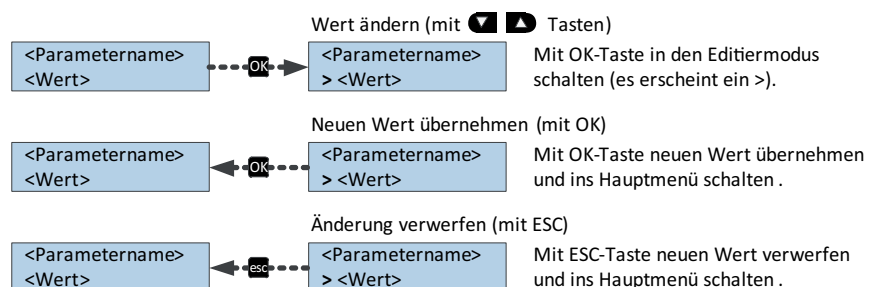 Wert ändern (mit Tasten)
<Parametername>
<Wert>
OK
<Parametername>
> <Wert>
Mit OK-Taste in den Editiermodus
schalten (es erscheint ein >).
Neuen Wert übernehmen (mit OK)
<Parametername>
<Wert>
OK
<Parametername>
> <Wert>
Mit OK-Taste neuen Wert übernehmen
und ins Hauptmenü schalten .
Änderung verwerfen (mit ESC)
<Parametername>
<Wert>
esc
<Parametername>
> <Wert>
Mit ESC-Taste neuen Wert verwerfen
und ins Hauptmenü schalten .